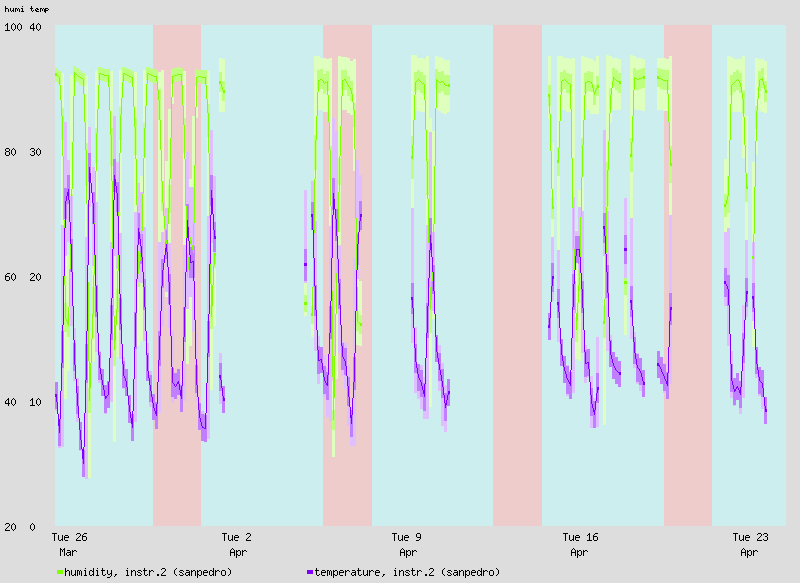 humi temp
100 40
80 30
60 20
40 10
20 0
Tue 26 Tue 2 Tue 9 Tue 16 Tue 23
Mar Apr Apr Apr Apr
humidity, instr.2 (sanpedro) temperature, instr.2 (sanpedro)